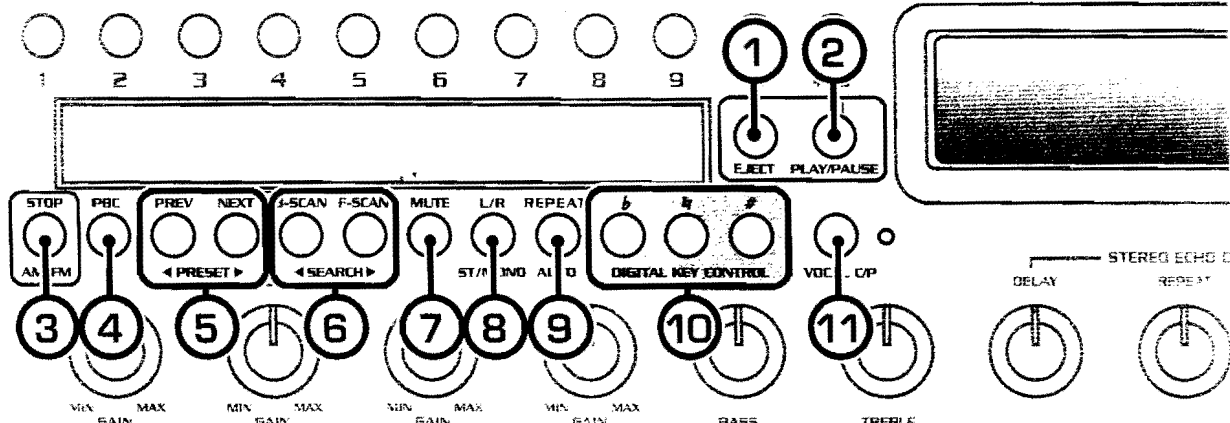 1 2 3 4 5 6 7 8 9
1 2
EJECT PLAY/PAUSE
STOP PBC PREV NEXT F-SCAN MUTE L/R REPEAT ♭ ♮ #
AM/FM ◄ PRESET ► ◄ SEARCH ► ST/MONO AUTO DIGITAL KEY CONTROL C/P
STEREO ECHO
DELAY REPEAT
3 4 5 6 7 8 9 10 11
MIN MAX MIN MAX MIN MAX MIN MAX
GAIN GAIN GAIN GAIN BASS TREBLE